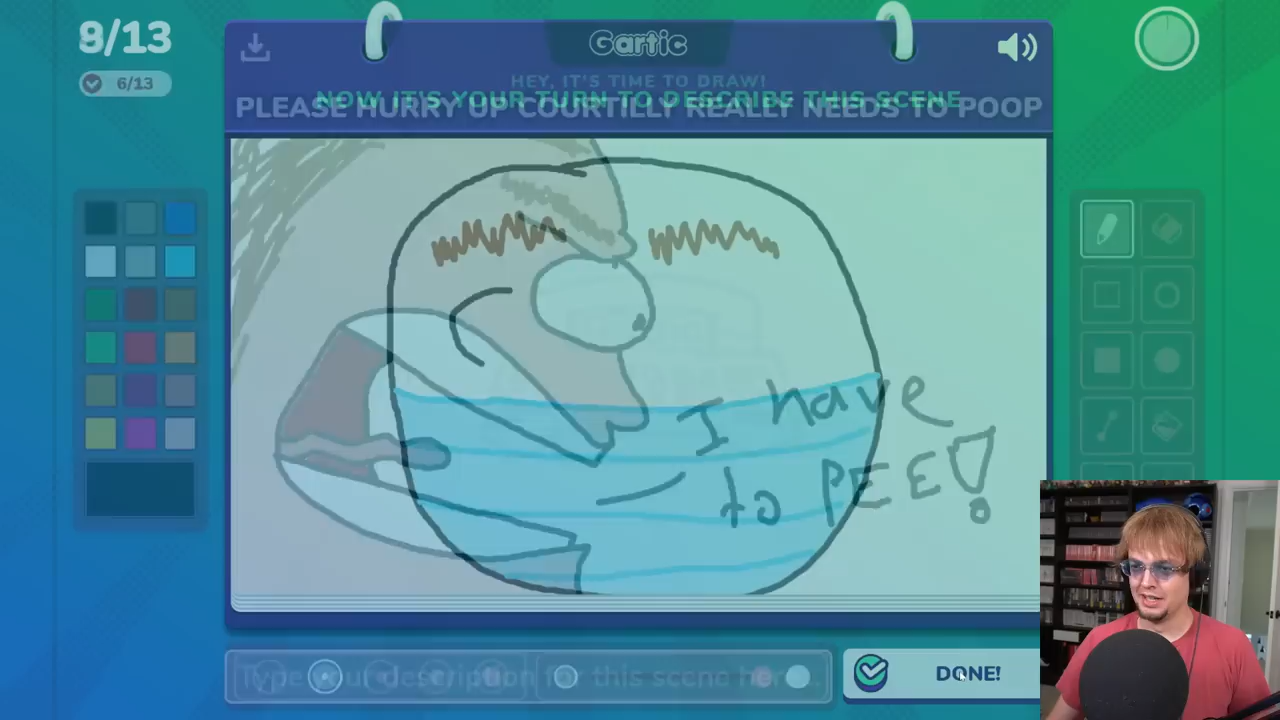 9/13
6/13
Gartic
HEY, IT'S TIME TO DRAW!
NOW IT'S YOUR TURN TO DESCRIBE THIS SCENE
PLEASE HURRY UP COURTILLY REALLY NEEDS TO POOP
I have
to PEE!
Type your description for this scene here...
DONE!